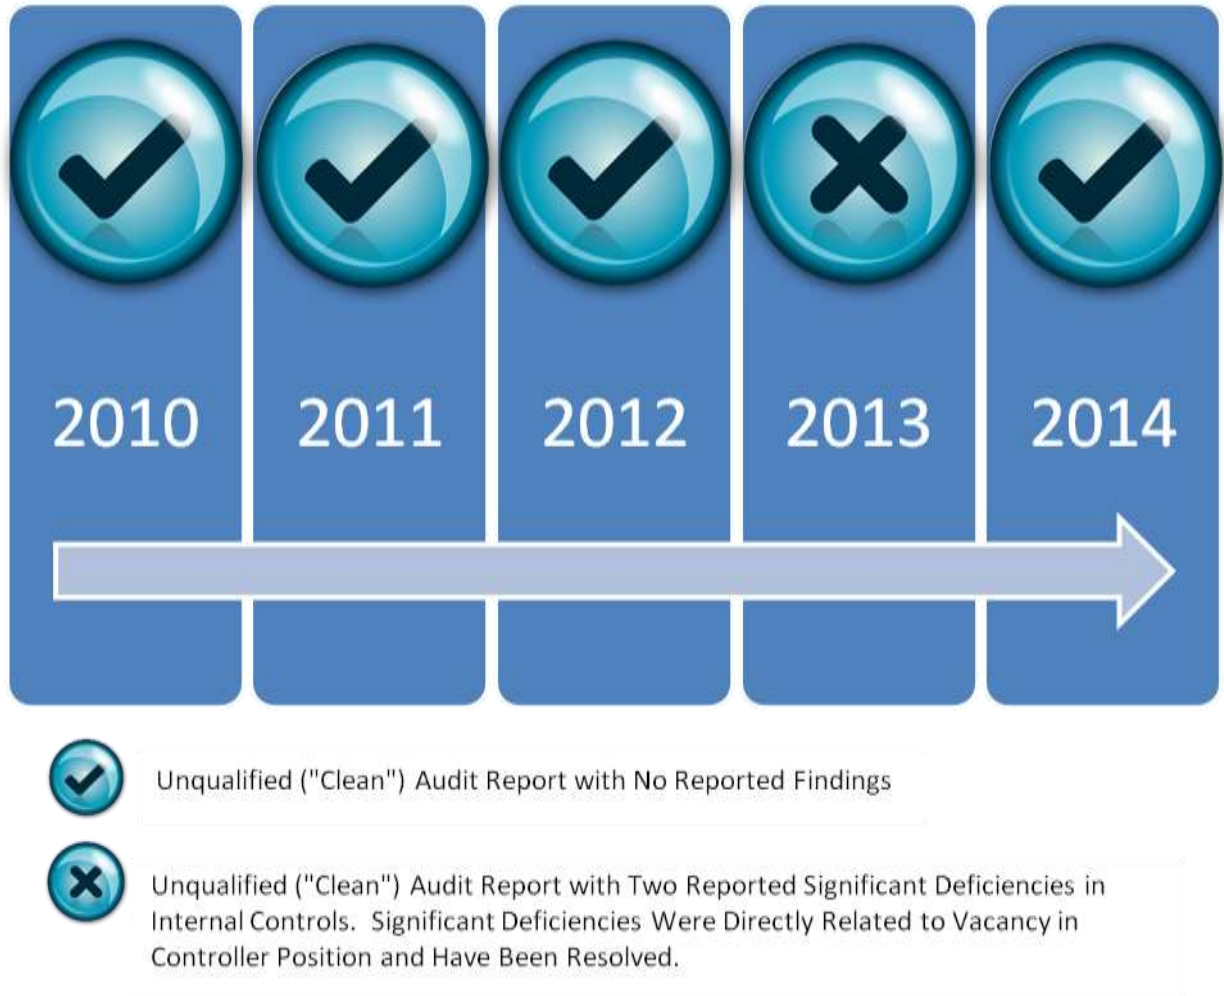 2010 2011 2012 2013 2014
Unqualified ("Clean") Audit Report with No Reported Findings
Unqualified ("Clean") Audit Report with Two Reported Significant Deficiencies in
Internal Controls.  Significant Deficiencies Were Directly Related to Vacancy in
Controller Position and Have Been Resolved.